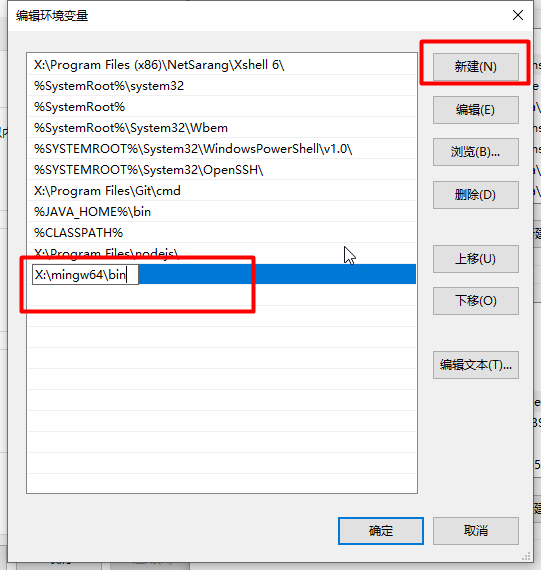 编辑环境变量
X:\Program Files (x86)\NetSarang\Xshell 6\
新建(N)
%SystemRoot%\system32
%SystemRoot%
编辑(E)
%SystemRoot%\System32\Wbem
%SYSTEMROOT%\System32\WindowsPowerShell\v1.0\
浏览(B)...
%SYSTEMROOT%\System32\OpenSSH\
X:\Program Files\Git\cmd
删除(D)
%JAVA_HOME%\bin
%CLASSPATH%
X:\Program Files\nodejs\
上移(U)
X:\mingw64\bin
下移(O)
编辑文本(T)...
确定
取消